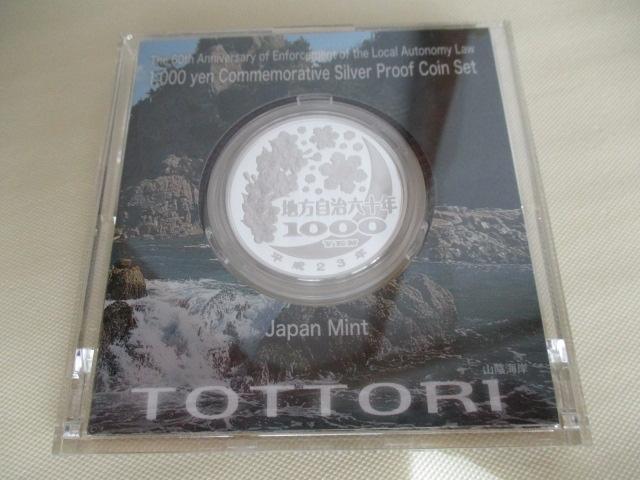 The 60th Anniversary of Enforcement of the Local Autonomy Law
1,000 yen Commemorative Silver Proof Coin Set
地方自治六十年
1000
YEN
平成23年
Japan Mint
山陰海岸
TOTTORI